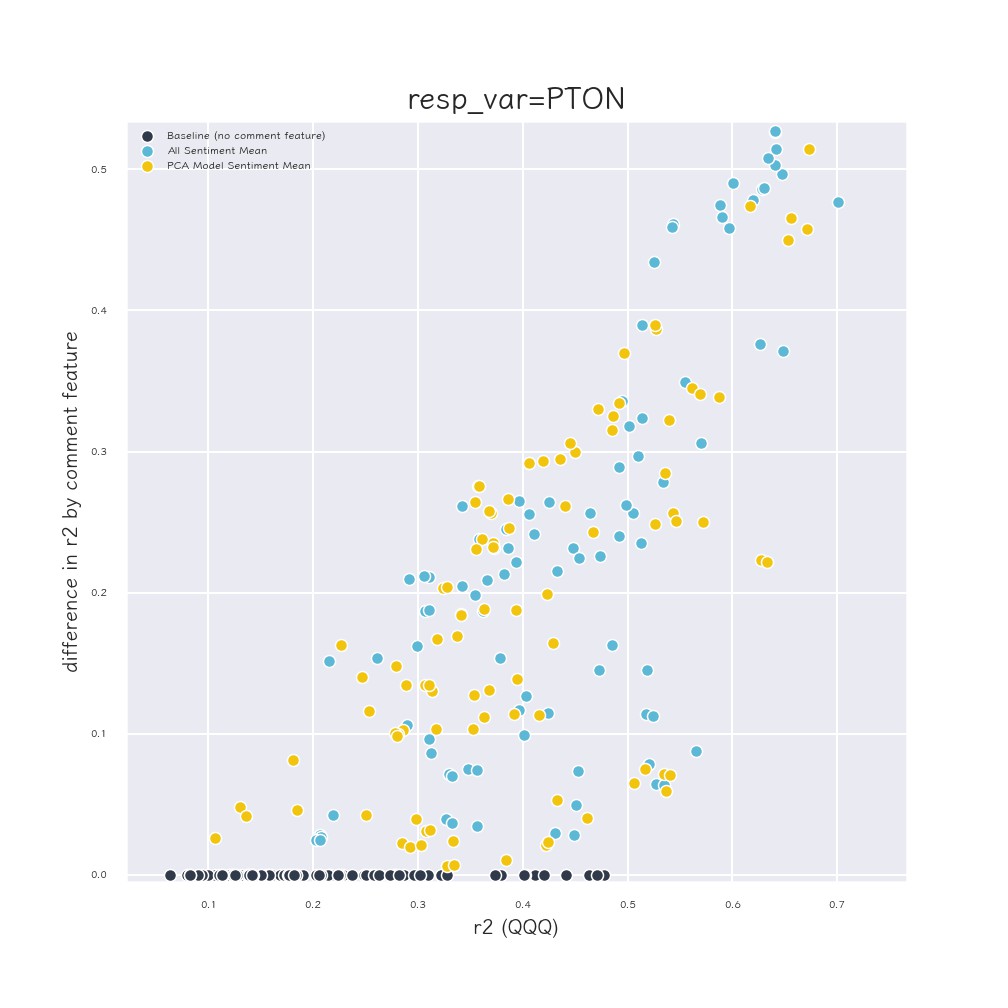 resp_var=PTON
Baseline (no comment feature)
All Sentiment Mean
PCA Model Sentiment Mean
difference in r2 by comment feature
0.5
0.4
0.3
0.2
0.1
0.0
0.1 0.2 0.3 0.4 0.5 0.6 0.7
r2 (QQQ)